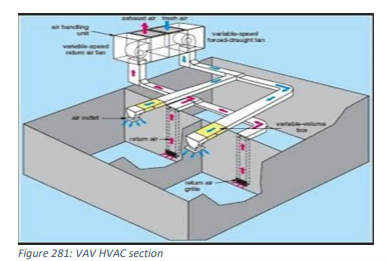 exhaust air
fresh air
air handling
unit
variable-speed
return air fan
variable-speed
forced-draught fan
air outlet
return air
variable-volume
box
return air
grille
Figure 281: VAV HVAC section